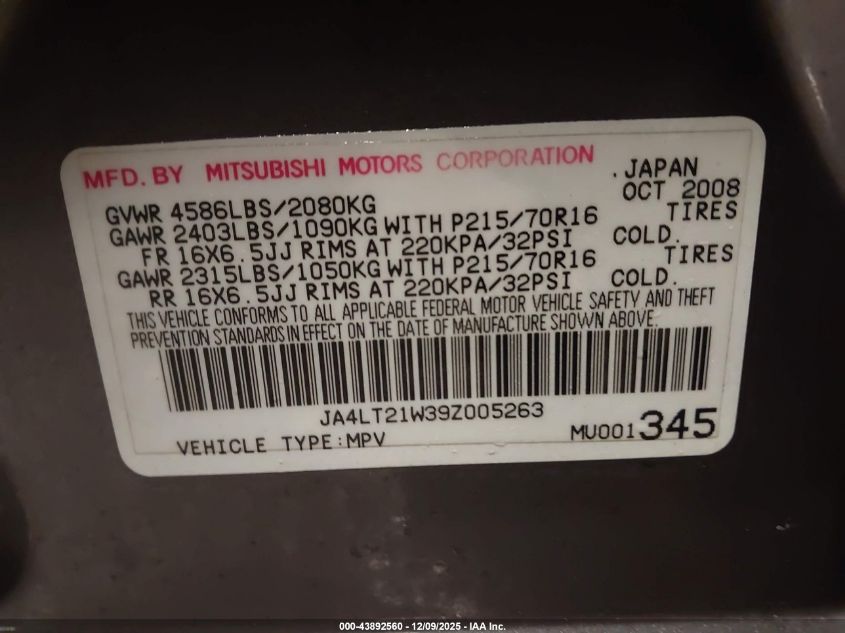 MFD. BY MITSUBISHI MOTORS CORPORATION . JAPAN
OCT 2008
GVWR 4586LBS/2080KG
GAWR 2403LBS/1090KG WITH P215/70R16 TIRES
FR 16X6.5JJ RIMS AT 220KPA/32PSI COLD.
GAWR 2315LBS/1050KG WITH P215/70R16 TIRES
RR 16X6.5JJ RIMS AT 220KPA/32PSI COLD.
THIS VEHICLE CONFORMS TO ALL APPLICABLE FEDERAL MOTOR VEHICLE SAFETY AND THEFT
PREVENTION STANDARDS IN EFFECT ON THE DATE OF MANUFACTURE SHOWN ABOVE.
JA4LT21W39Z005263
VEHICLE TYPE:MPV MU001345
000-43892560 - 12/09/2025 - IAA Inc.